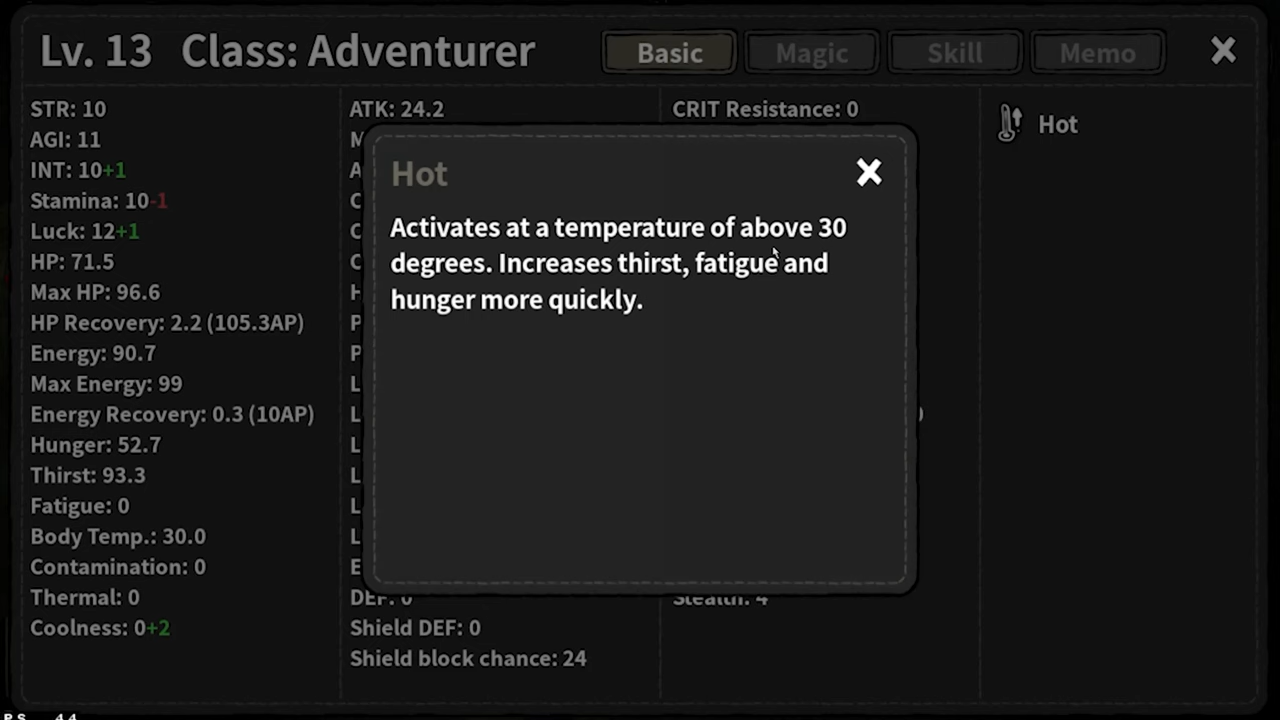 Lv. 13 Class: Adventurer
Basic
Magic
Skill
Memo
STR: 10
AGI: 11
INT: 10+1
Stamina: 10-1
Luck: 12+1
HP: 71.5
Max HP: 96.6
HP Recovery: 2.2 (105.3AP)
Energy: 90.7
Max Energy: 99
Energy Recovery: 0.3 (10AP)
Hunger: 52.7
Thirst: 93.3
Fatigue: 0
Body Temp.: 30.0
Contamination: 0
Thermal: 0
Coolness: 0+2
ATK: 24.2
DEF: 0
Shield DEF: 0
Shield block chance: 24
CRIT Resistance: 0
Stealth: 4
Hot
Hot
Activates at a temperature of above 30
degrees. Increases thirst, fatigue and
hunger more quickly.